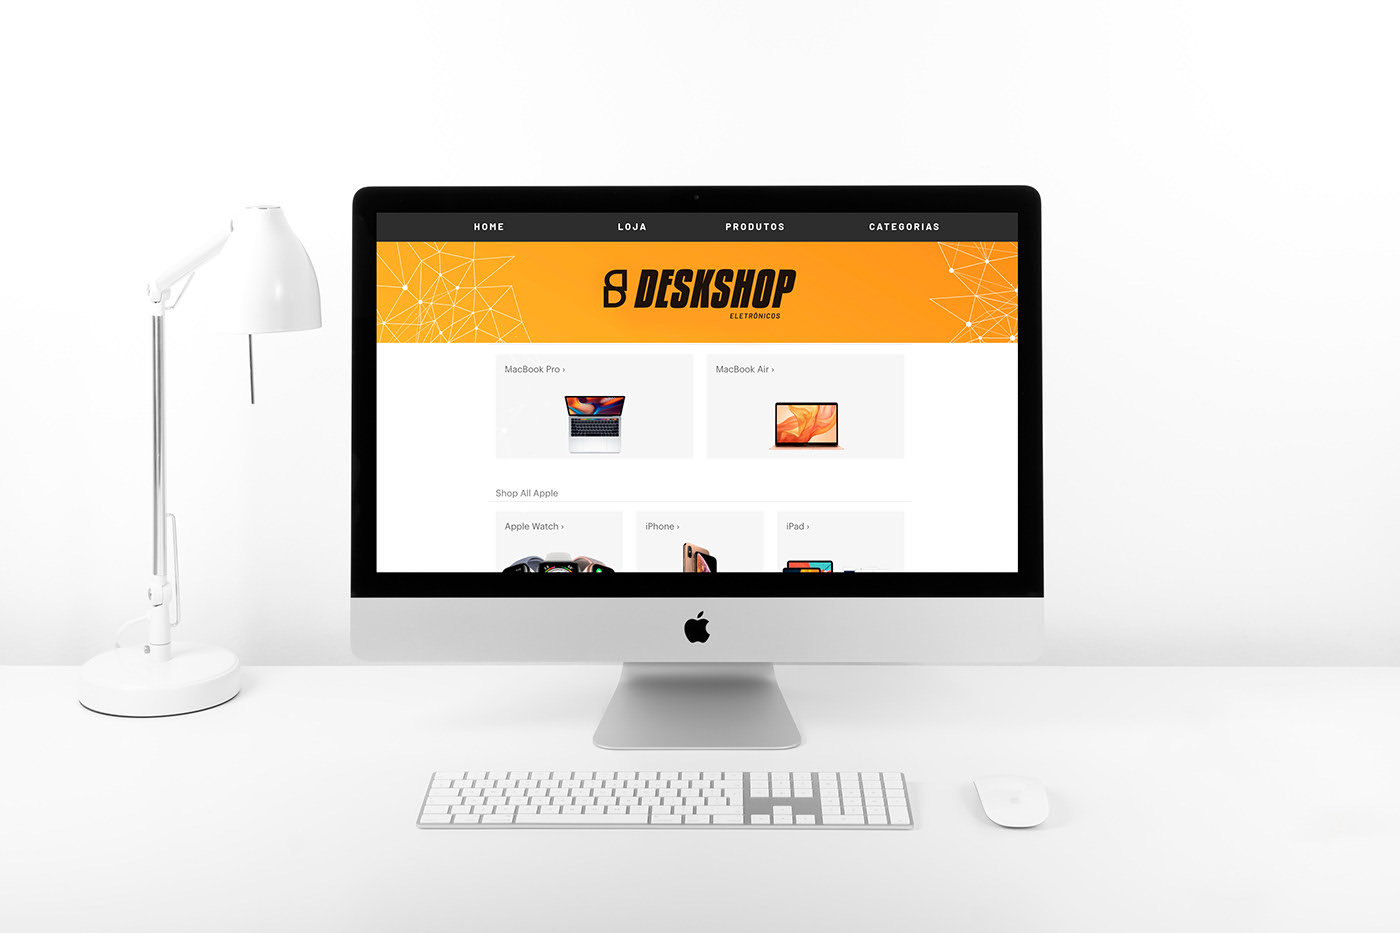 HOME LOJA PRODUTOS CATEGORIAS
DESKSHOP
ELETRÔNICOS
MacBook Pro › MacBook Air ›
Shop All Apple
Apple Watch › iPhone › iPad ›